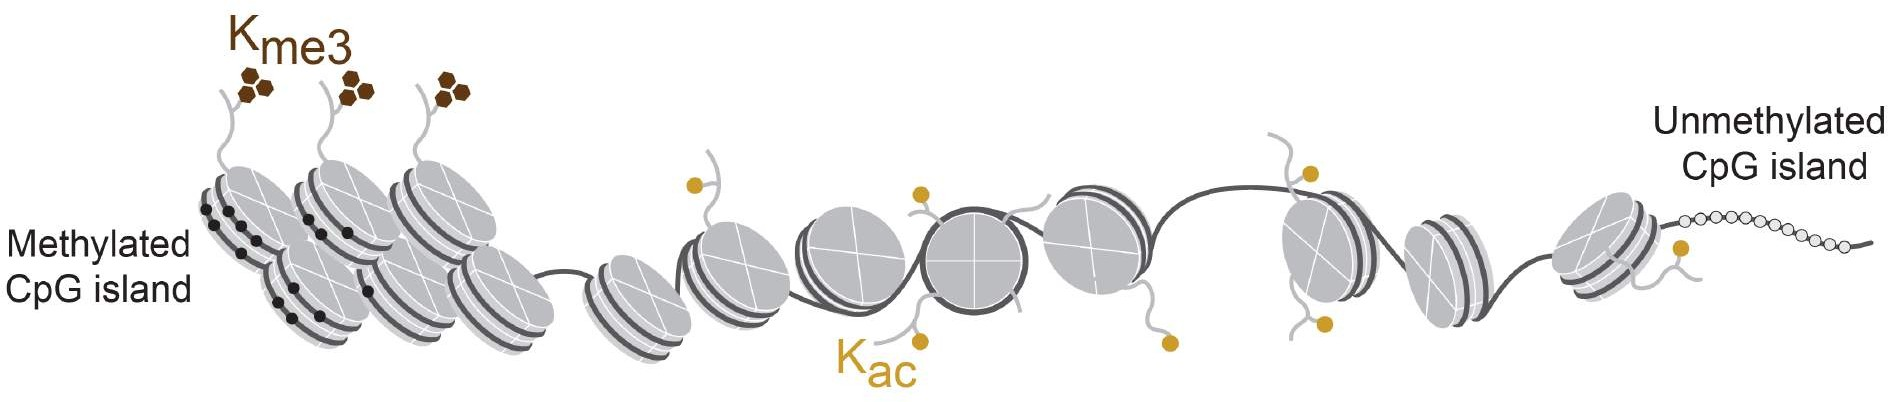 Kme3
Methylated
CpG island
Kac
Unmethylated
CpG island